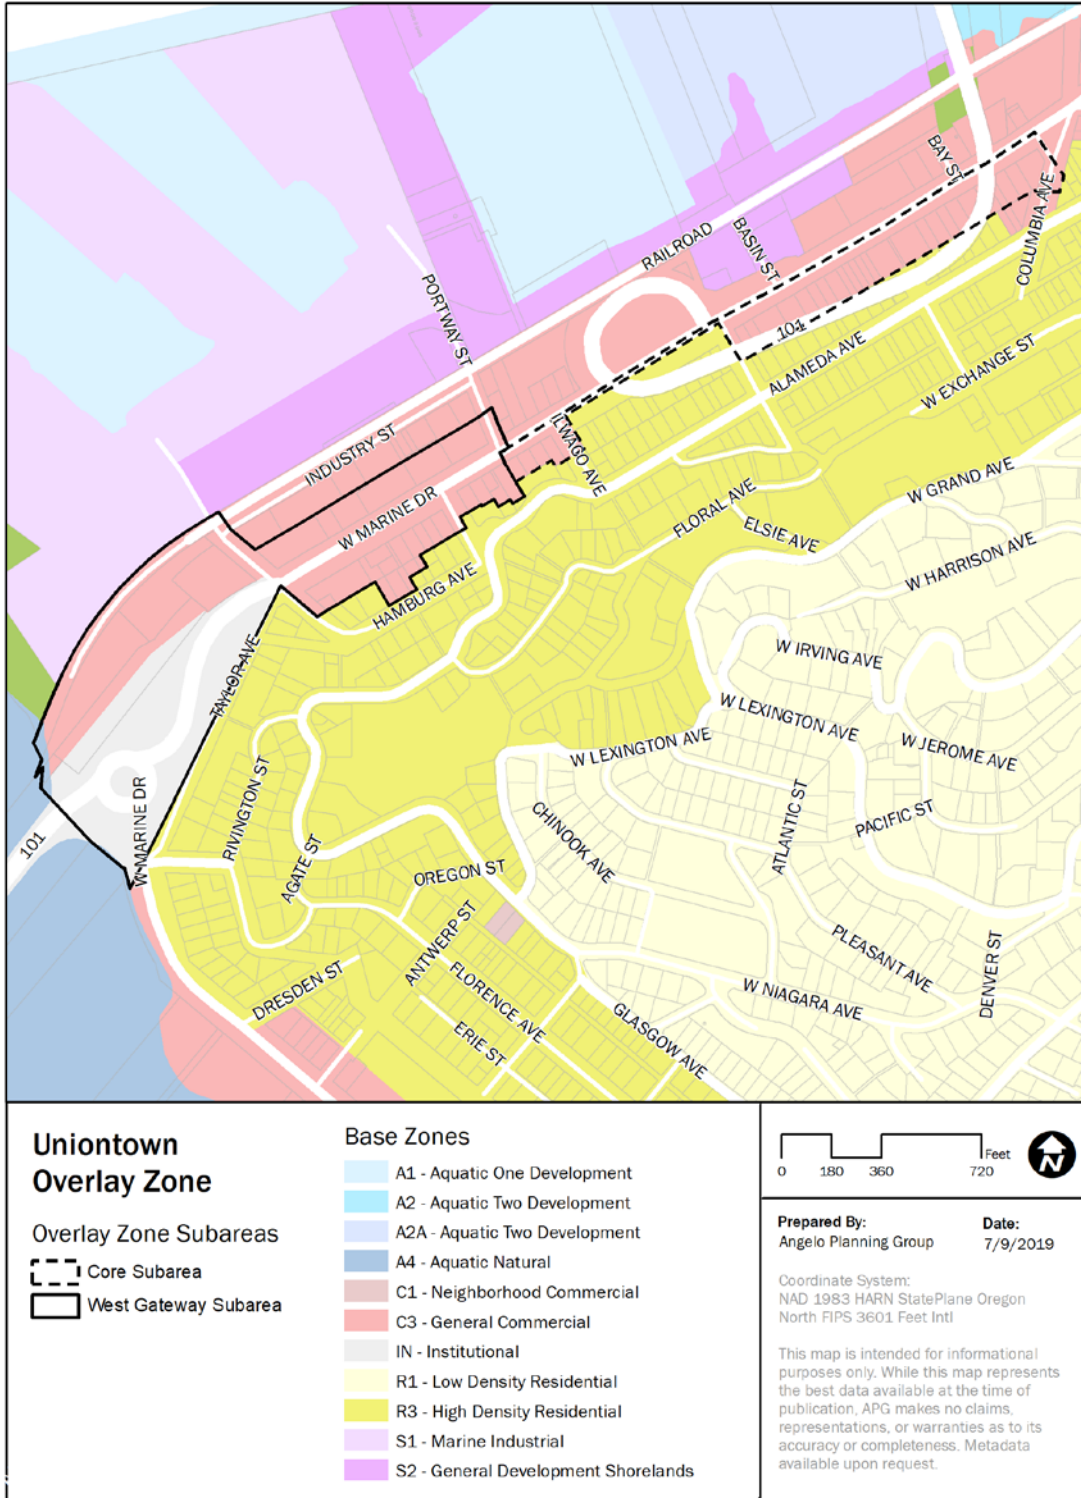 BAY ST
COLUMBIA AVE
RAILROAD
BASIN ST
PORTWAY ST
101
ALAMEDA AVE
W EXCHANGE ST
INDUSTRY ST
ILWACO AVE
W MARINE DR
W GRAND AVE
FLORAL AVE
ELSIE AVE
W HARRISON AVE
HAMBURG AVE
W IRVING AVE
TAYLOR AVE
W LEXINGTON AVE
W LEXINGTON AVE
W JEROME AVE
RIVINGTON ST
W MARINE DR
101
AGATE ST
CHINOOK AVE
ATLANTIC ST
PACIFIC ST
OREGON ST
ANTWERP ST
PLEASANT AVE
DENVER ST
DRESDEN ST
FLORENCE AVE
W NIAGARA AVE
ERIE ST
GLASGOW AVE
Uniontown
Overlay Zone
Overlay Zone Subareas
Core Subarea
West Gateway Subarea
Base Zones
A1 - Aquatic One Development
A2 - Aquatic Two Development
A2A - Aquatic Two Development
A4 - Aquatic Natural
C1 - Neighborhood Commercial
C3 - General Commercial
IN - Institutional
R1 - Low Density Residential
R3 - High Density Residential
S1 - Marine Industrial
S2 - General Development Shorelands
Feet
0 180 360 720
N
Prepared By: Date:
Angelo Planning Group 7/9/2019
Coordinate System:
NAD 1983 HARN StatePlane Oregon
North FIPS 3601 Feet Intl
This map is intended for informational
purposes only. While this map represents
the best data available at the time of
publication, APG makes no claims,
representations, or warranties as to its
accuracy or completeness. Metadata
available upon request.